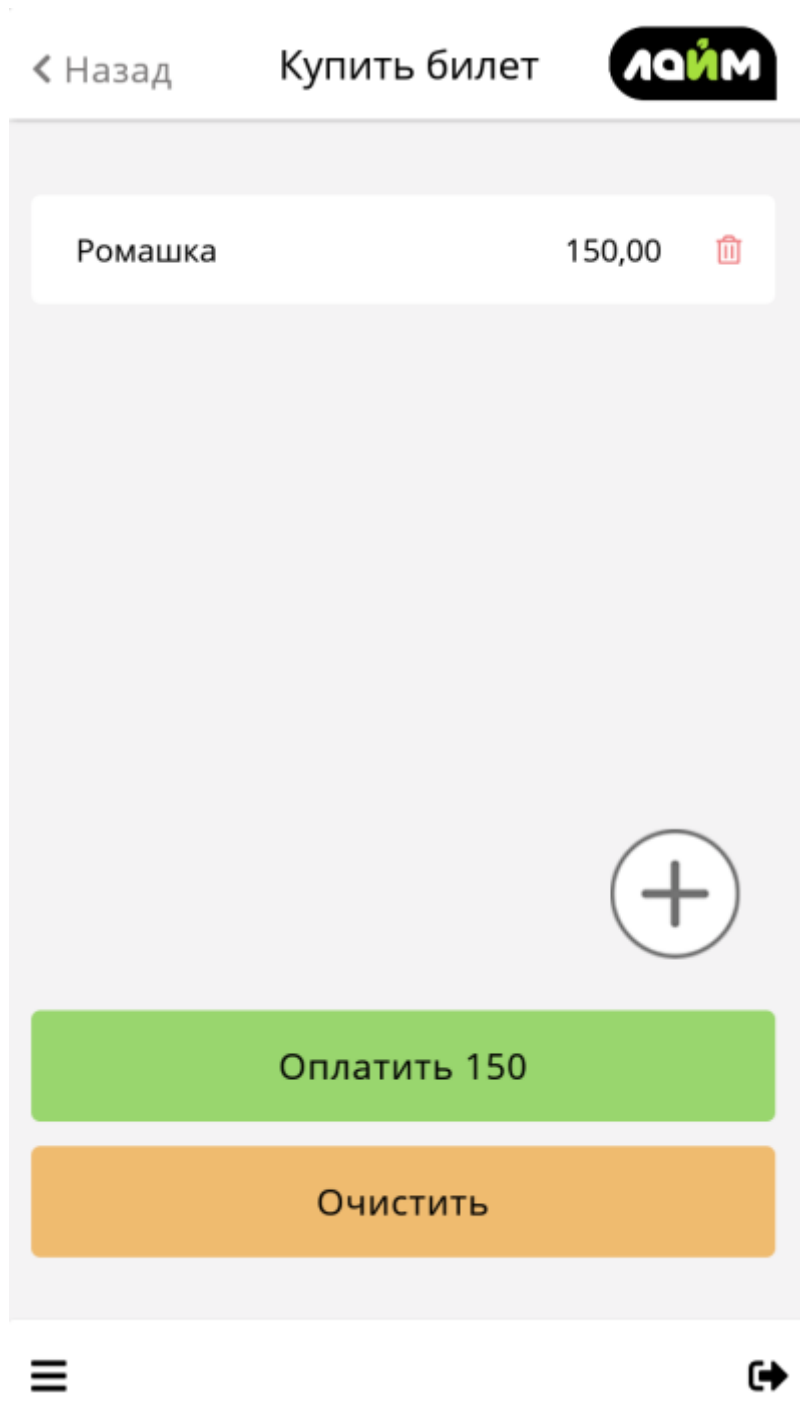 Назад
Купить билет
лайм
Ромашка 150,00
Оплатить 150
Очистить